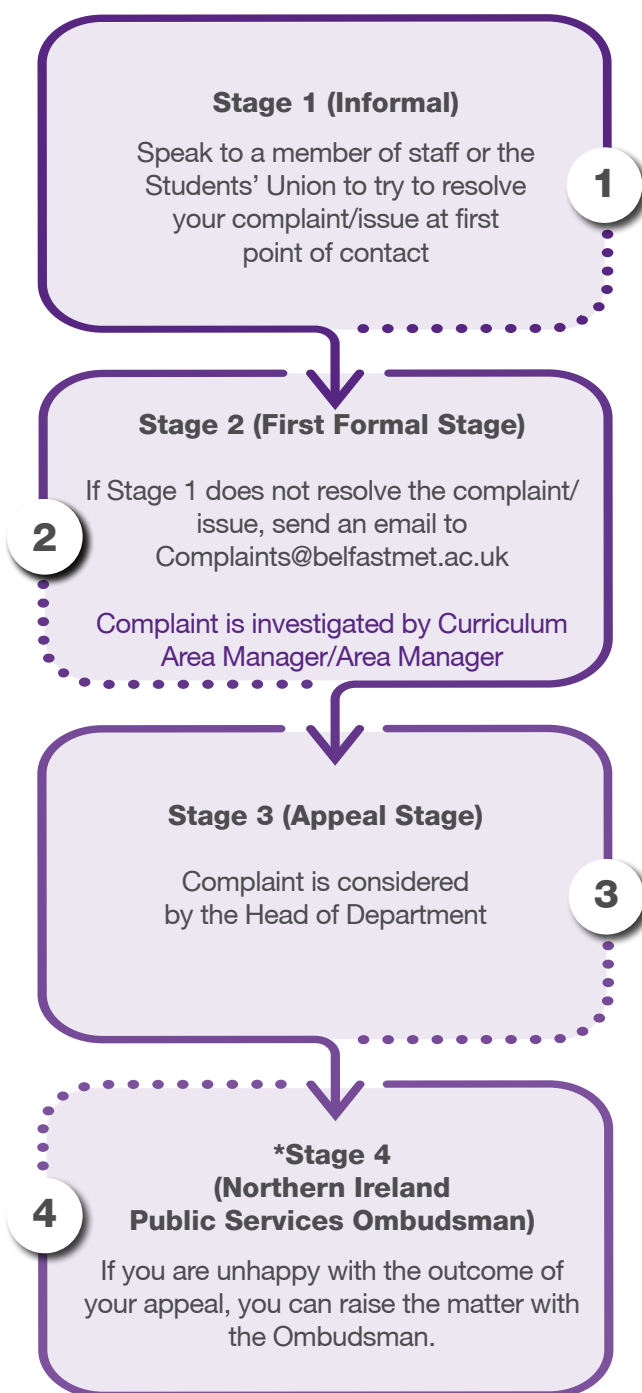 Stage 1 (Informal)
Speak to a member of staff or the
Students’ Union to try to resolve
your complaint/issue at first
point of contact
1
Stage 2 (First Formal Stage)
If Stage 1 does not resolve the complaint/
issue, send an email to
Complaints@belfastmet.ac.uk
2
Complaint is investigated by Curriculum
Area Manager/Area Manager
Stage 3 (Appeal Stage)
Complaint is considered
by the Head of Department
3
*Stage 4
(Northern Ireland
Public Services Ombudsman)
4
If you are unhappy with the outcome of
your appeal, you can raise the matter with
the Ombudsman.